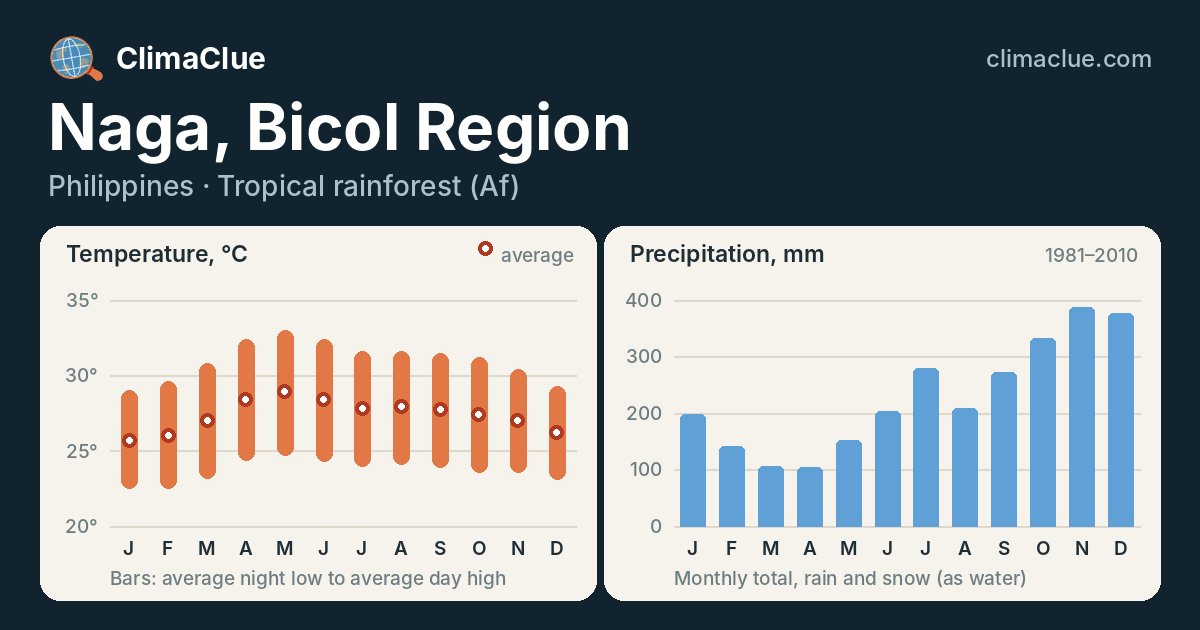 ClimaClue
climaclue.com
Naga, Bicol Region
Philippines · Tropical rainforest (Af)
Temperature, °C
average
35°
30°
25°
20°
J F M A M J J A S O N D
Bars: average night low to average day high
Precipitation, mm
1981–2010
400
300
200
100
0
J F M A M J J A S O N D
Monthly total, rain and snow (as water)